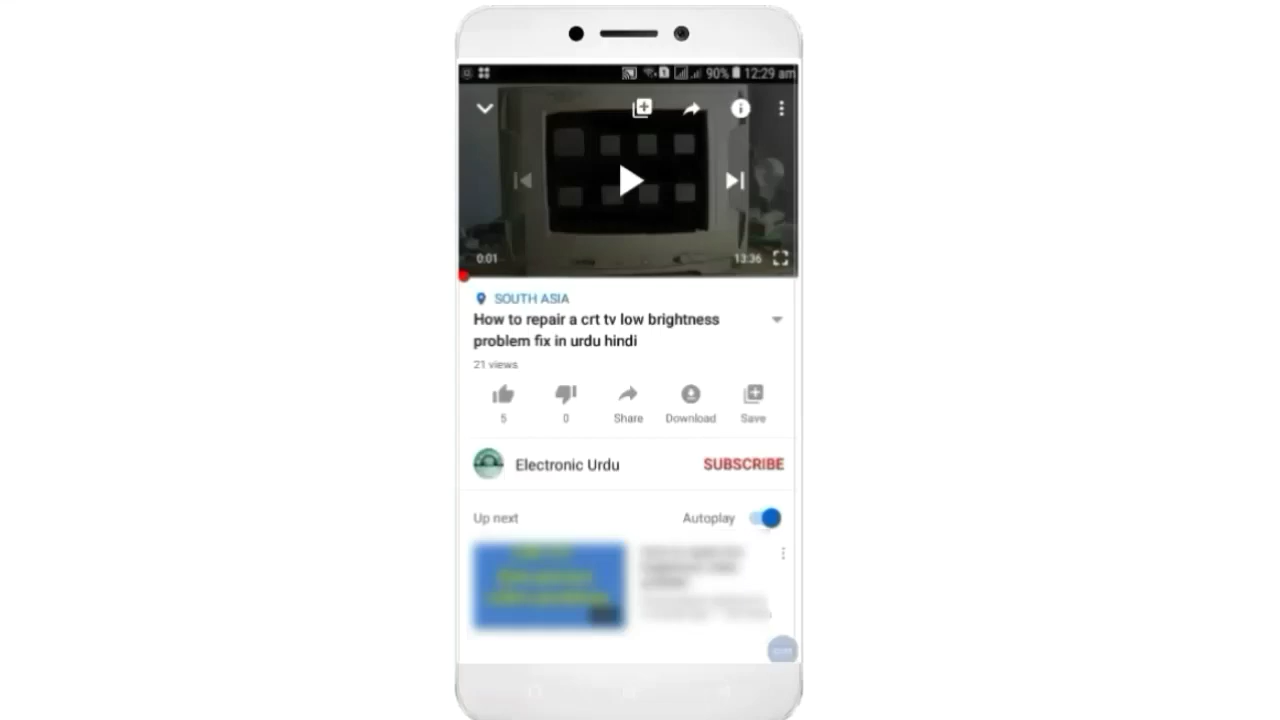 90% 12:29 am
0:01
13:36
SOUTH ASIA
How to repair a crt tv low brightness
problem fix in urdu hindi
21 views
5
0
Share
Download
Save
Electronic Urdu
SUBSCRIBE
Up next
Autoplay